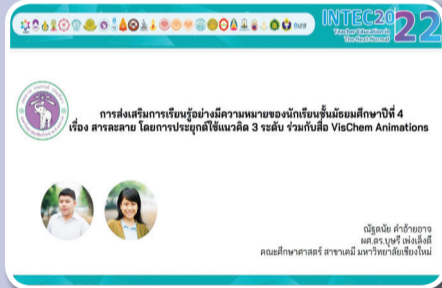 INTEC20
22
Teacher Education in
The Next Normal
การส่งเสริมการเรียนรู้อย่างมีความหมายของนักเรียนชั้นมัธยมศึกษาปีที่ 4
เรื่อง สารละลาย โดยการประยุกต์ใช้แนวคิด 3 ระดับ ร่วมกับสื่อ VisChem Animations
ณัฐดนัย คำอ้ายอาจ
ผศ.ดร.บุษรี เพ่งเล็งดี
คณะศึกษาศาสตร์ สาขาเคมี มหาวิทยาลัยเชียงใหม่